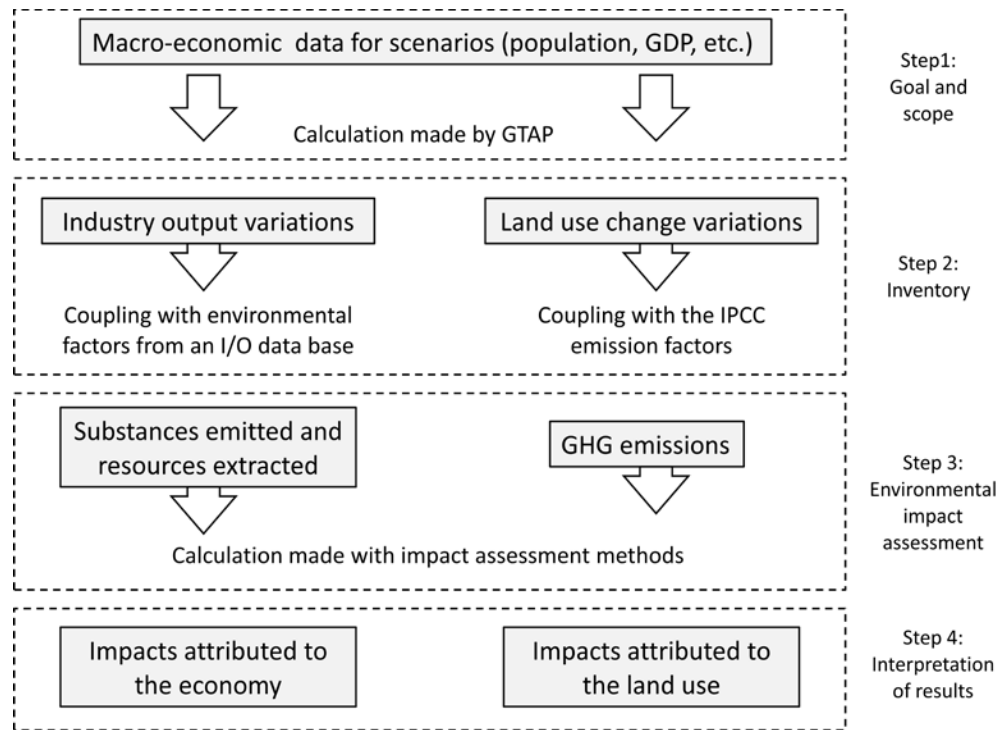 Macro-economic data for scenarios (population, GDP, etc.)
Calculation made by GTAP
Step1:
Goal and
scope
Industry output variations
Land use change variations
Coupling with environmental
factors from an I/O data base
Coupling with the IPCC
emission factors
Step 2:
Inventory
Substances emitted and
resources extracted
GHG emissions
Calculation made with impact assessment methods
Step 3:
Environmental
impact
assessment
Impacts attributed to
the economy
Impacts attributed to
the land use
Step 4:
Interpretation
of results